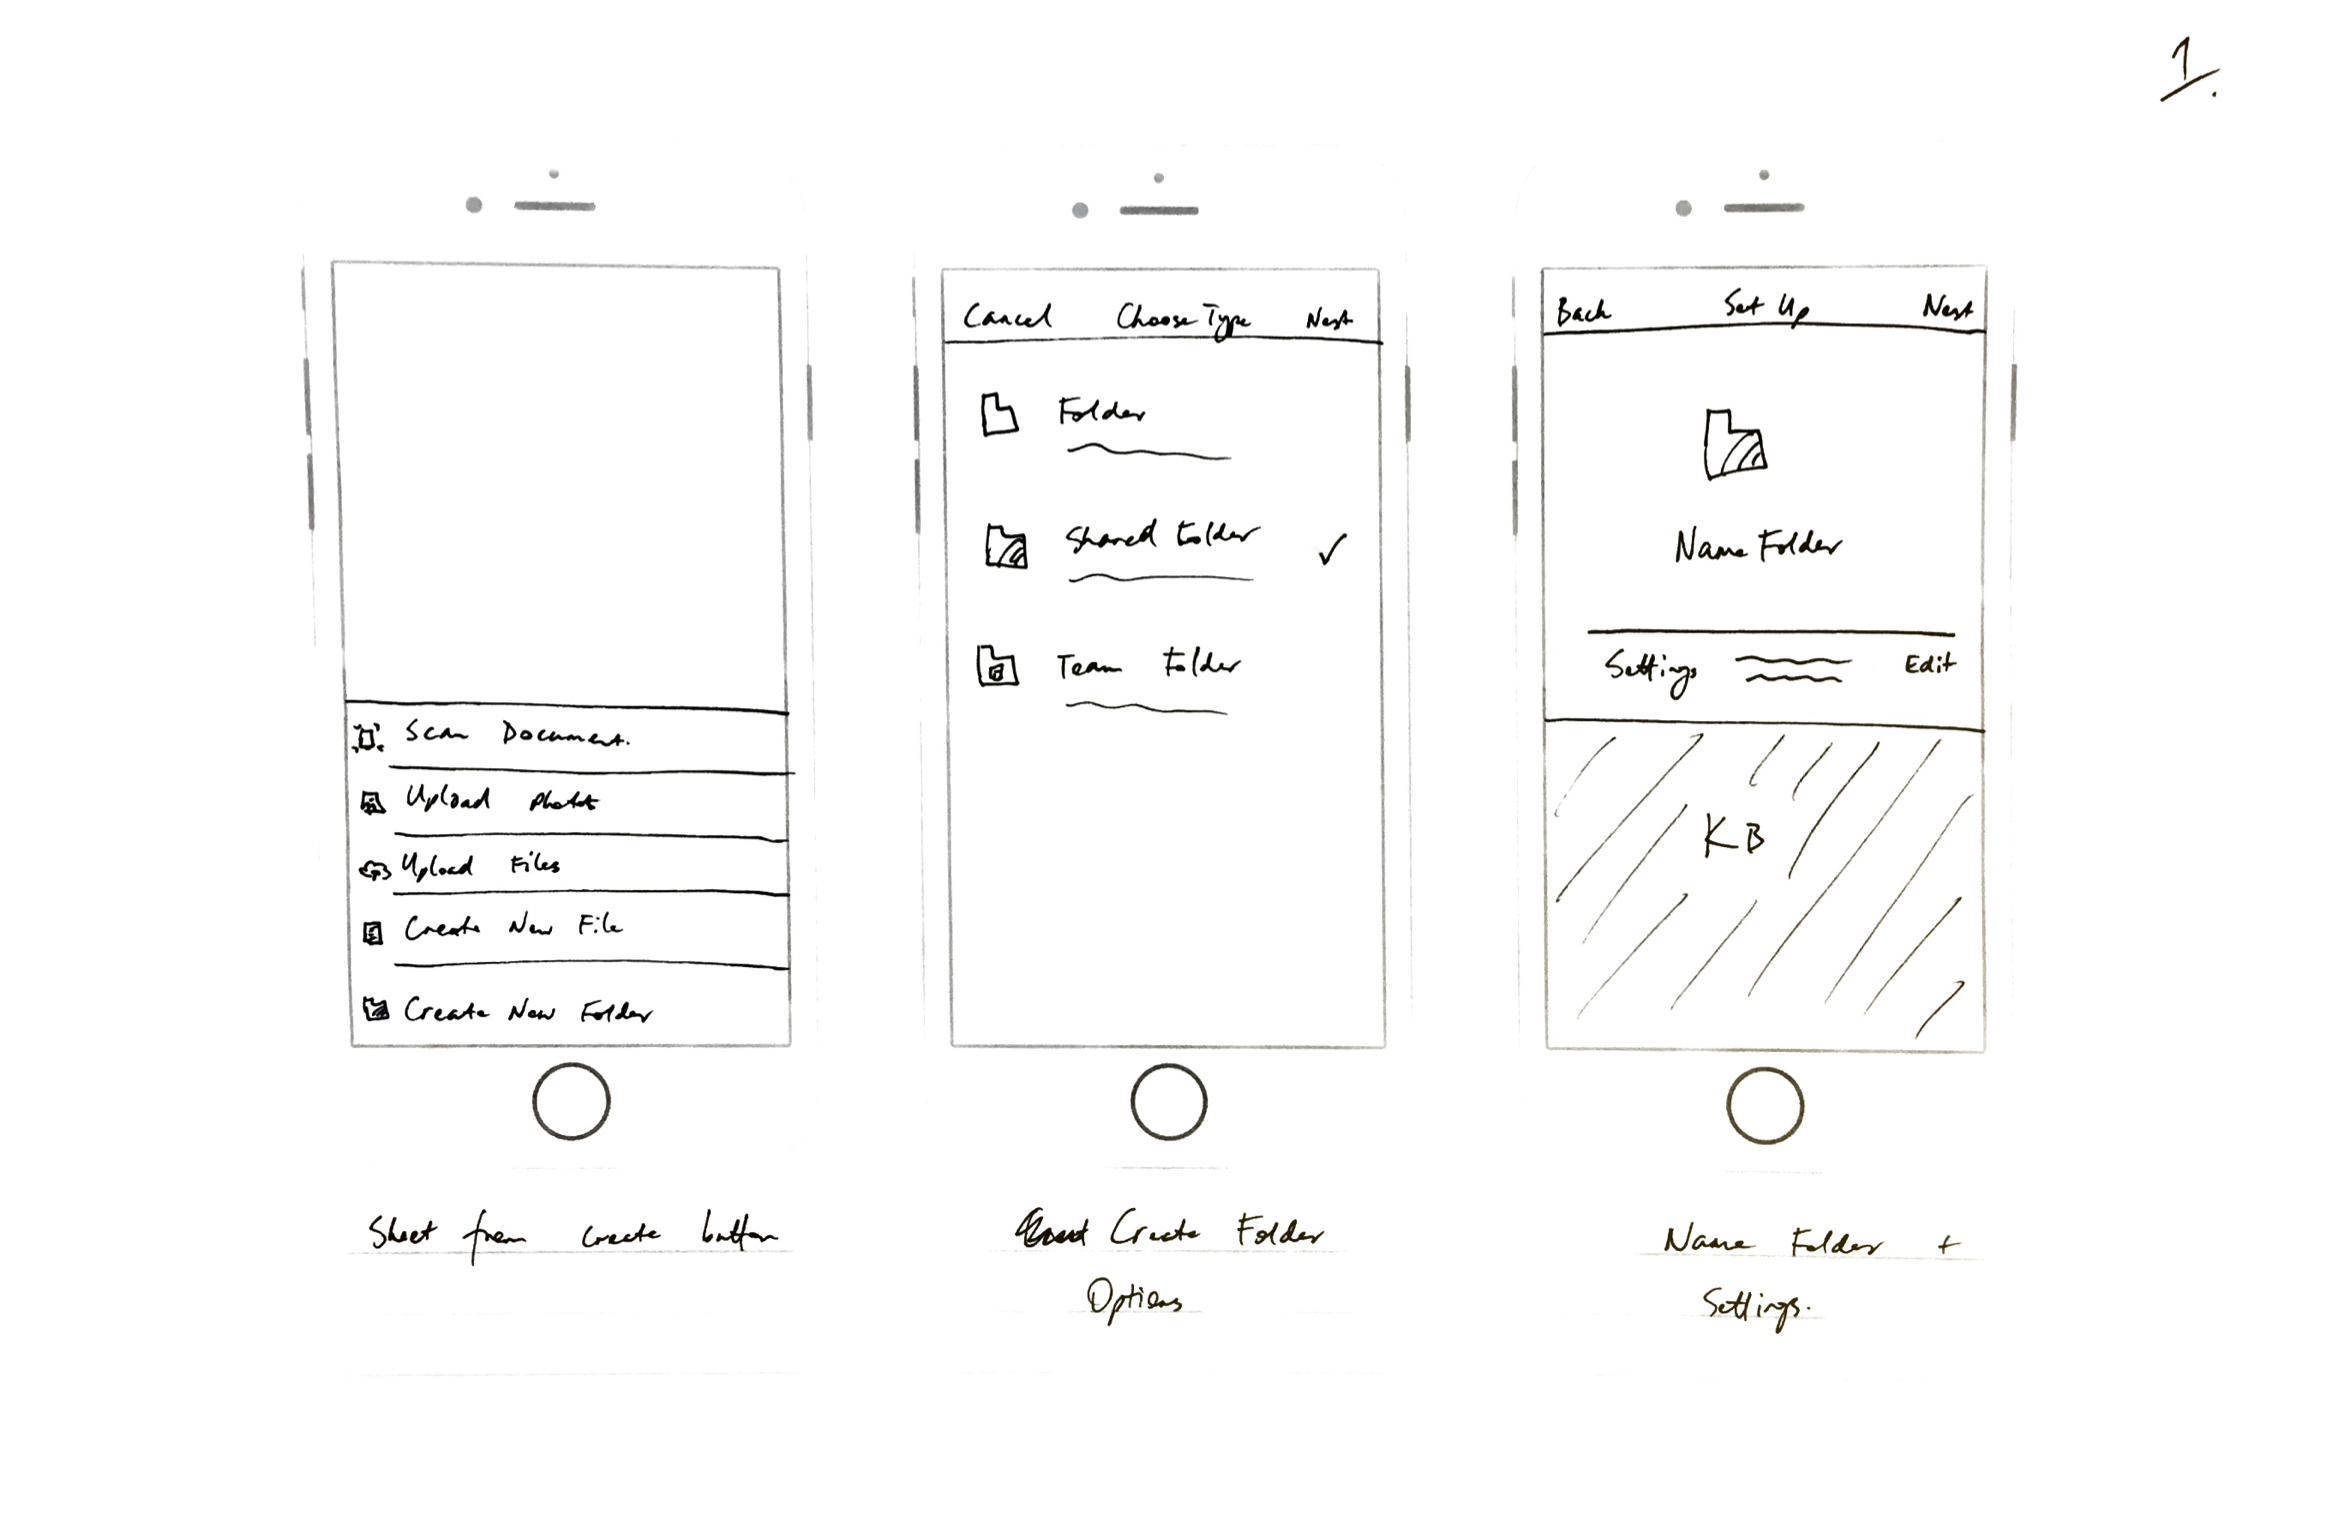 1.
Scan Document.
Upload Photo
Upload Files
Create New File
Create New Folder
Sheet from create button
Cancel Choose Type Next
Folder
Shared Folder
Team Folder
Create Folder
Options
Back Set Up Next
Name Folder
Settings Edit
KB
Name Folder +
Settings.